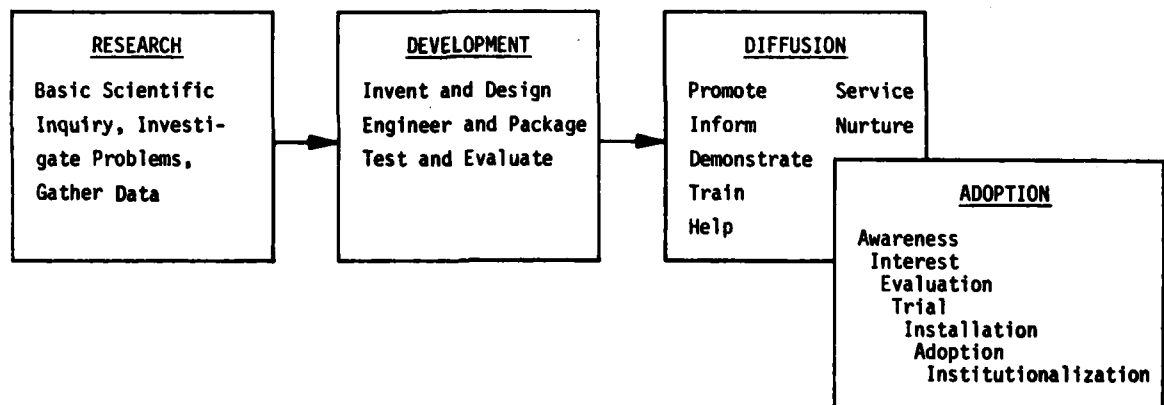 RESEARCH
Basic Scientific
Inquiry, Investi-
gate Problems,
Gather Data
DEVELOPMENT
Invent and Design
Engineer and Package
Test and Evaluate
DIFFUSION
Promote Service
Inform Nurture
Demonstrate
Train
Help
ADOPTION
Awareness
Interest
Evaluation
Trial
Installation
Adoption
Institutionalization